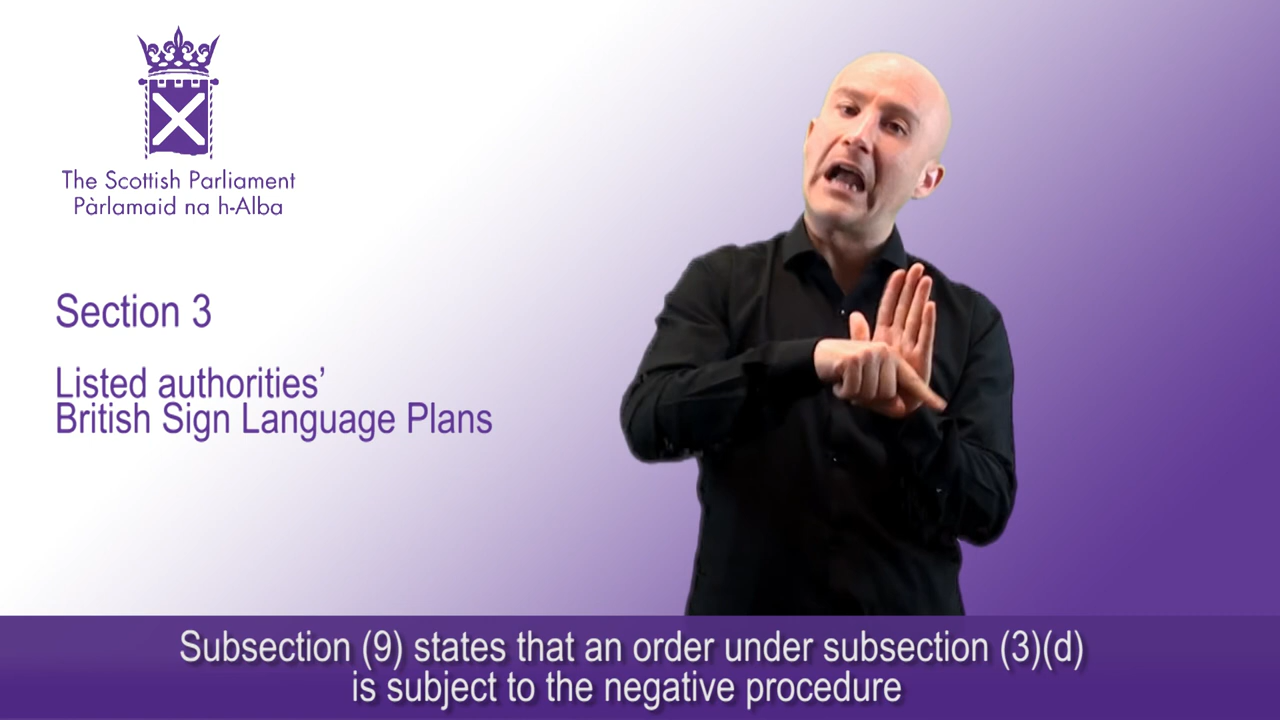 The Scottish Parliament
Pàrlamaid na h-Alba
Section 3
Listed authorities’
British Sign Language Plans
Subsection (9) states that an order under subsection (3)(d)
is subject to the negative procedure